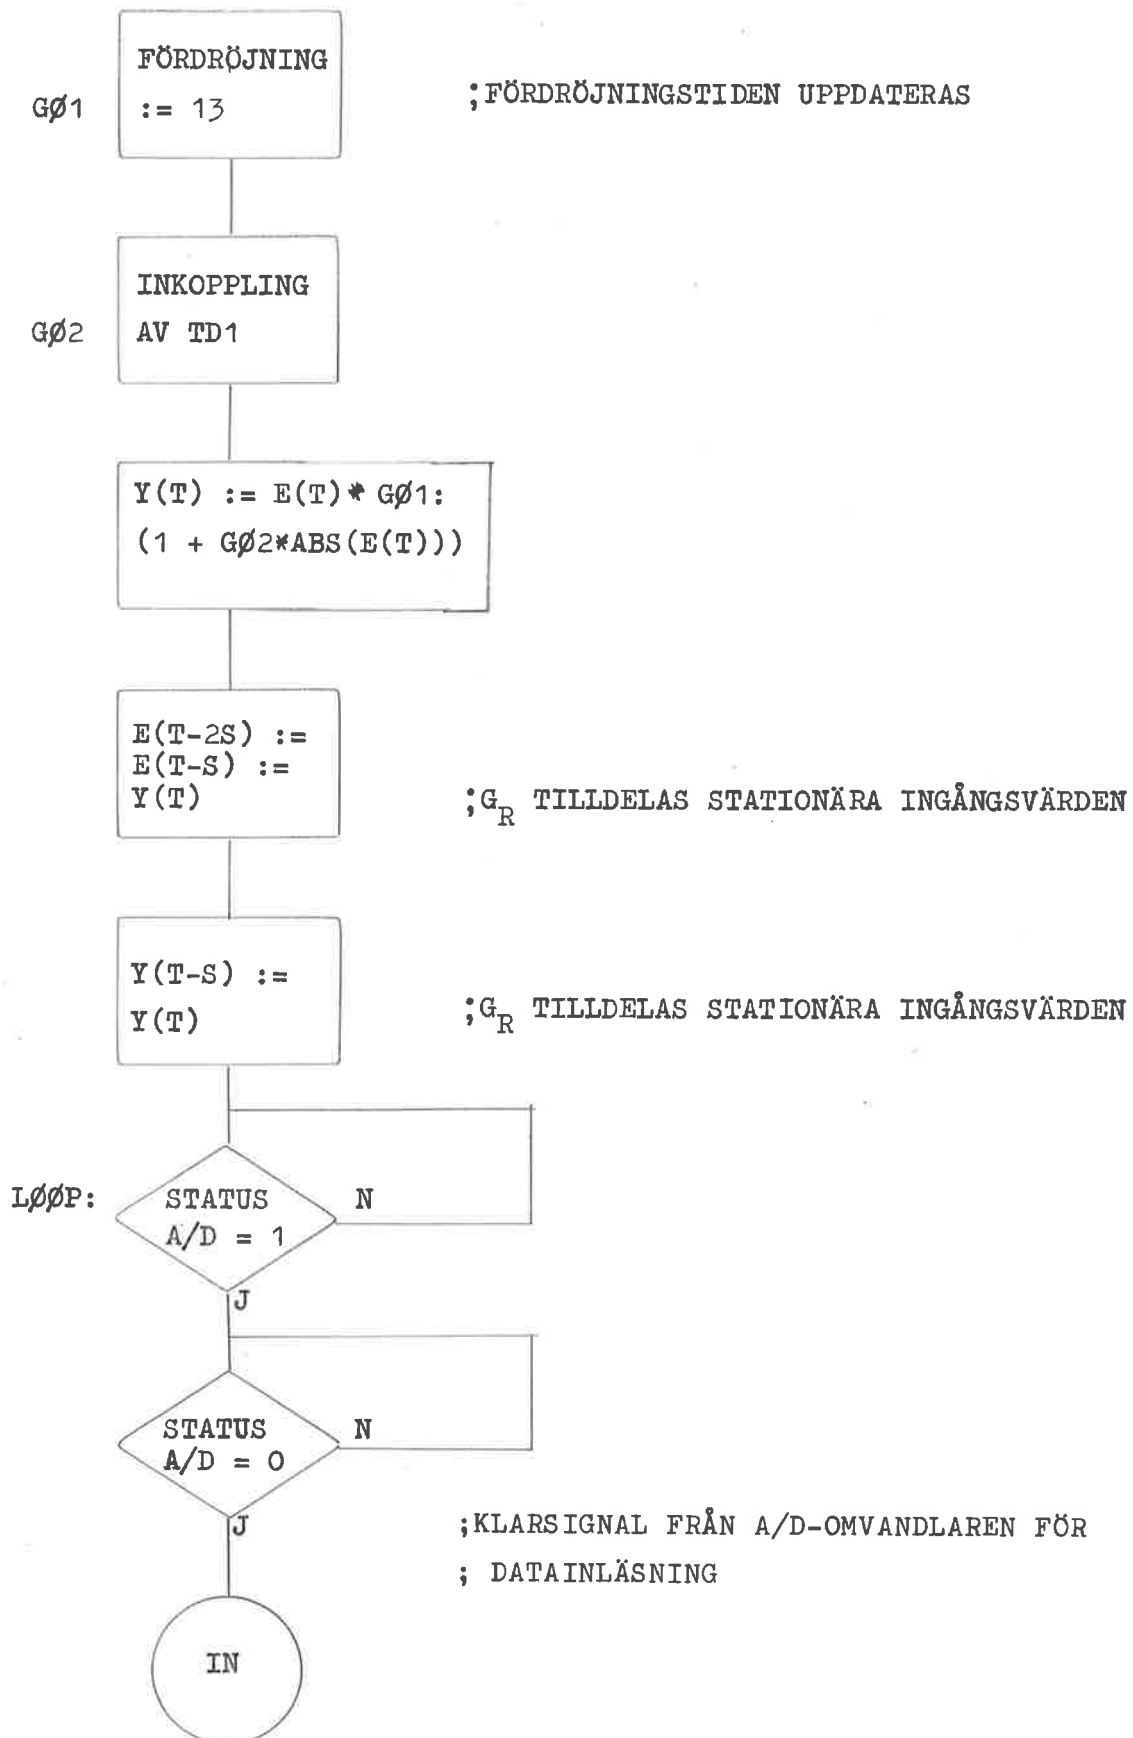 FÖRDRÖJNING
GØ1 := 13 ;FÖRDRÖJNINGSTIDEN UPPDATERAS
INKOPPLING
GØ2 AV TD1
Y(T) := E(T)* GØ1:
(1 + GØ2*ABS(E(T)))
E(T-2S) :=
E(T-S) :=
Y(T) ;G_R TILLDELAS STATIONÄRA INGÅNGSVÄRDEN
Y(T-S) :=
Y(T) ;G_R TILLDELAS STATIONÄRA INGÅNGSVÄRDEN
LØØP: STATUS N
A/D = 1
J
STATUS N
A/D = 0
J ;KLARSIGNAL FRÅN A/D-OMVANDLAREN FÖR
; DATAINLÄSNING
IN